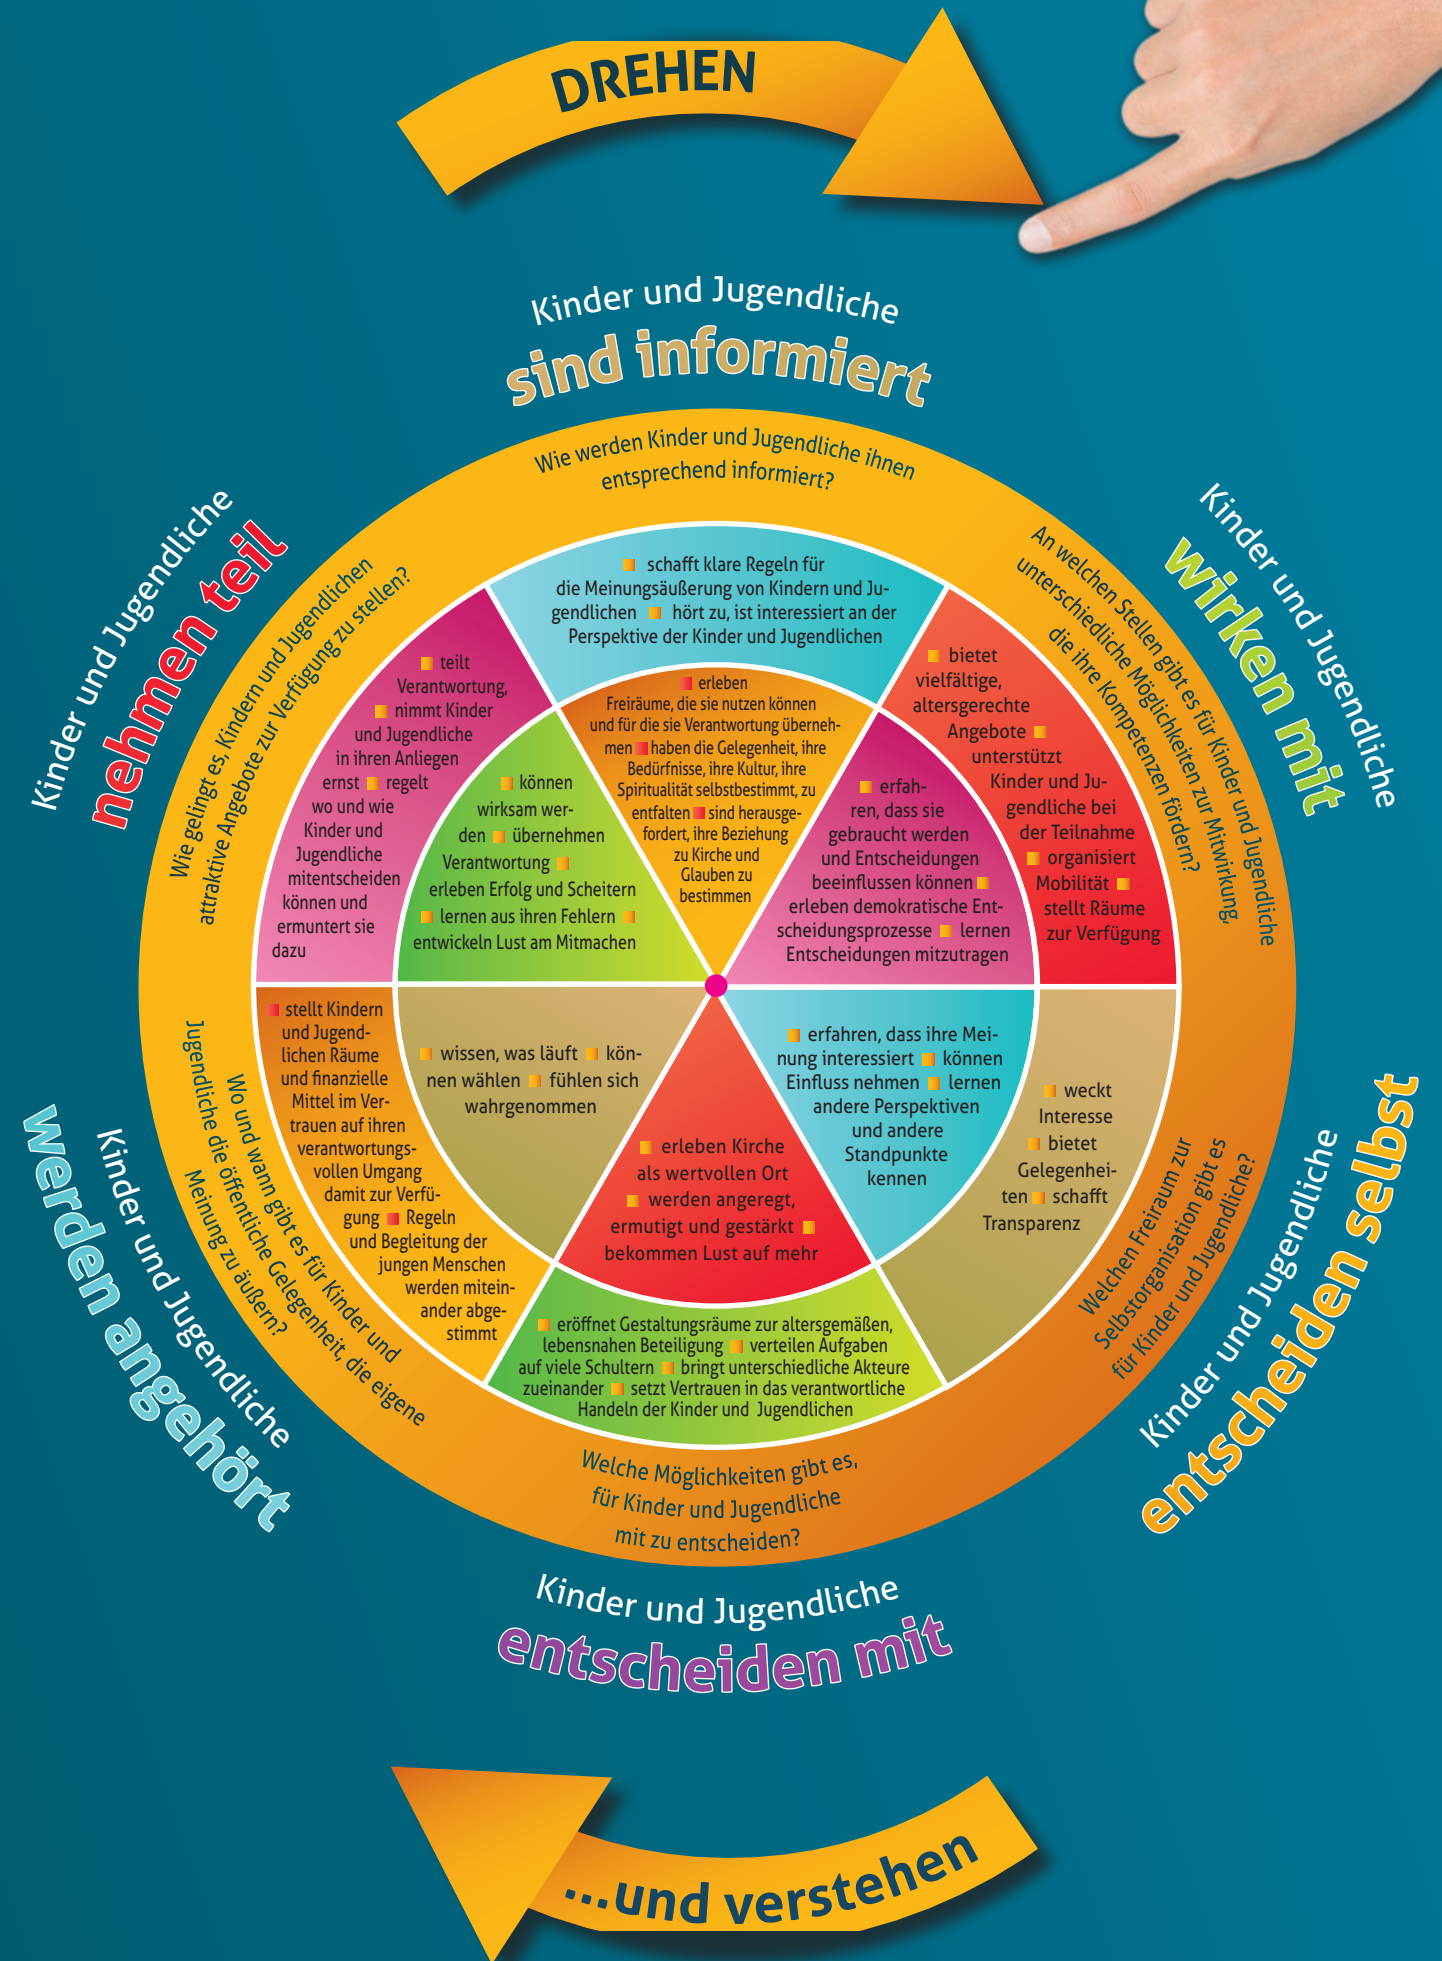 DREHEN
Kinder und Jugendliche
sind informiert
Wie werden Kinder und Jugendliche ihnen
entsprechend informiert?
Kinder und Jugendliche
nehmen teil
Wie gelingt es, Kindern und Jugendlichen
attraktive Angebote zur Verfügung zu stellen?
Kinder und Jugendliche
wirken mit
An welchen Stellen gibt es für Kinder und Jugendliche
unterschiedliche Möglichkeiten zur Mitwirkung,
die ihre Kompetenzen fördern?
schafft klare Regeln für
die Meinungsäußerung von Kindern und Ju-
gendlichen hört zu, ist interessiert an der
Perspektive der Kinder und Jugendlichen
teilt
Verantwortung,
nimmt Kinder
und Jugendliche
in ihren Anliegen
ernst regelt
wo und wie
Kinder und
Jugendliche
mitentscheiden
können und
ermuntert sie
dazu
bietet
vielfältige,
altersgerechte
Angebote
unterstützt
Kinder und Ju-
gendliche bei
der Teilnahme
organisiert
Mobilität
stellt Räume
zur Verfügung
erleben
Freiräume, die sie nutzen können
und für die sie Verantwortung überneh-
men haben die Gelegenheit, ihre
Bedürfnisse, ihre Kultur, ihre
Spiritualität selbstbestimmt, zu
entfalten sind herausge-
fordert, ihre Beziehung
zu Kirche und
Glauben zu
bestimmen
können
wirksam wer-
den übernehmen
Verantwortung
erleben Erfolg und Scheitern
lernen aus ihren Fehlern
entwickeln Lust am Mitmachen
erfah-
ren, dass sie
gebraucht werden
und Entscheidungen
beeinflussen können
erleben demokratische Ent-
scheidungsprozesse lernen
Entscheidungen mitzutragen
stellt Kindern
und Jugend-
lichen Räume
und finanzielle
Mittel im Ver-
trauen auf ihren
verantwortungs-
vollen Umgang
damit zur Verfü-
gung Regeln
und Begleitung der
jungen Menschen
werden mitein-
ander abge-
stimmt
wissen, was läuft kön-
nen wählen fühlen sich
wahrgenommen
erleben Kirche
als wertvollen Ort
werden angeregt,
ermutigt und gestärkt
bekommen Lust auf mehr
erfahren, dass ihre Mei-
nung interessiert können
Einfluss nehmen lernen
andere Perspektiven
und andere
Standpunkte
kennen
weckt
Interesse
bietet
Gelegenhei-
ten schafft
Transparenz
eröffnet Gestaltungsräume zur altersgemäßen,
lebensnahen Beteiligung verteilen Aufgaben
auf viele Schultern bringt unterschiedliche Akteure
zueinander setzt Vertrauen in das verantwortliche
Handeln der Kinder und Jugendlichen
Kinder und Jugendliche
werden angehört
Wo und wann gibt es für Kinder und
Jugendliche die öffentliche Gelegenheit, die eigene
Meinung zu äußern?
Kinder und Jugendliche
entscheiden selbst
Welchen Freiraum zur
Selbstorganisation gibt es
für Kinder und Jugendliche?
Welche Möglichkeiten gibt es,
für Kinder und Jugendliche
mit zu entscheiden?
Kinder und Jugendliche
entscheiden mit
...und verstehen